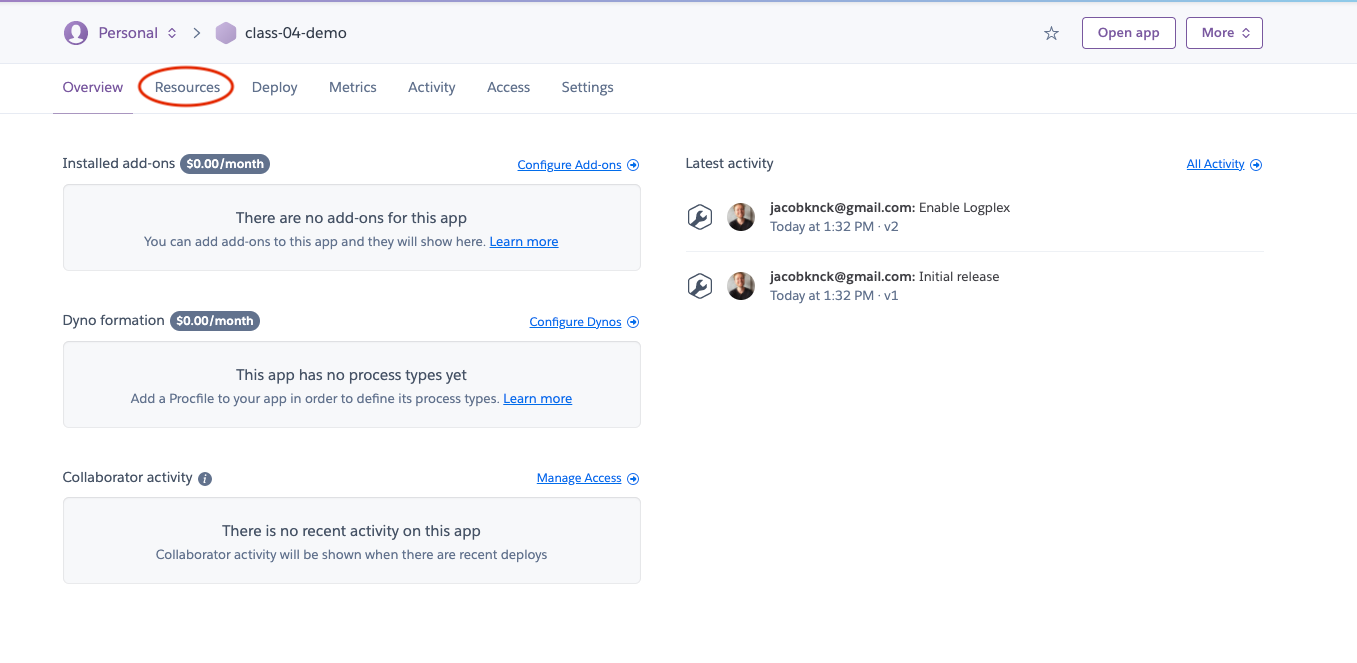 Personal class-04-demo Open app More
Overview Resources Deploy Metrics Activity Access Settings
Installed add-ons $0.00/month Configure Add-ons
There are no add-ons for this app
You can add add-ons to this app and they will show here. Learn more
Dyno formation $0.00/month Configure Dynos
This app has no process types yet
Add a Procfile to your app in order to define its process types. Learn more
Collaborator activity i Manage Access
There is no recent activity on this app
Collaborator activity will be shown when there are recent deploys
Latest activity All Activity
jacobknck@gmail.com: Enable Logplex
Today at 1:32 PM · v2
jacobknck@gmail.com: Initial release
Today at 1:32 PM · v1